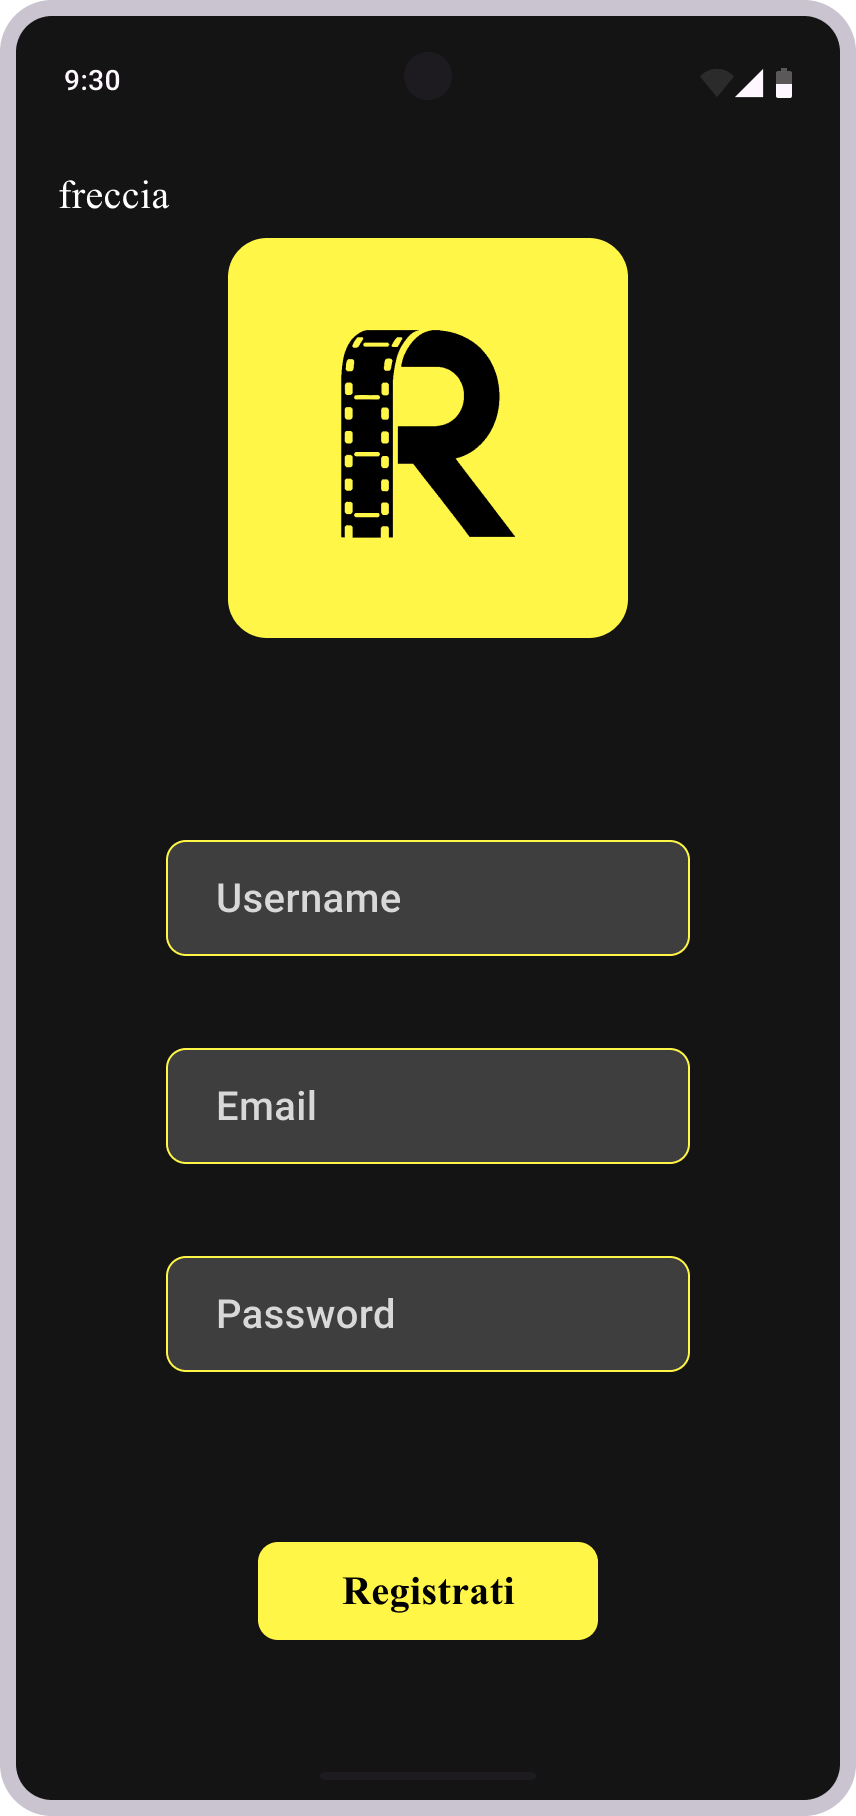 9:30
freccia
R
Username
Email
Password
Registrati